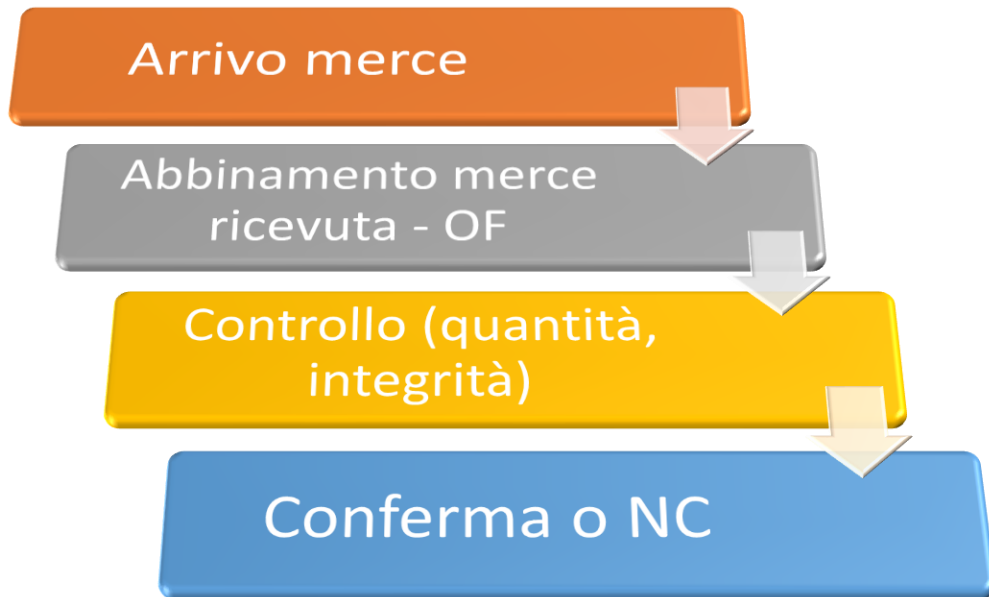 Arrivo merce
Abbinamento merce
ricevuta - OF
Controllo (quantità,
integrità)
Conferma o NC